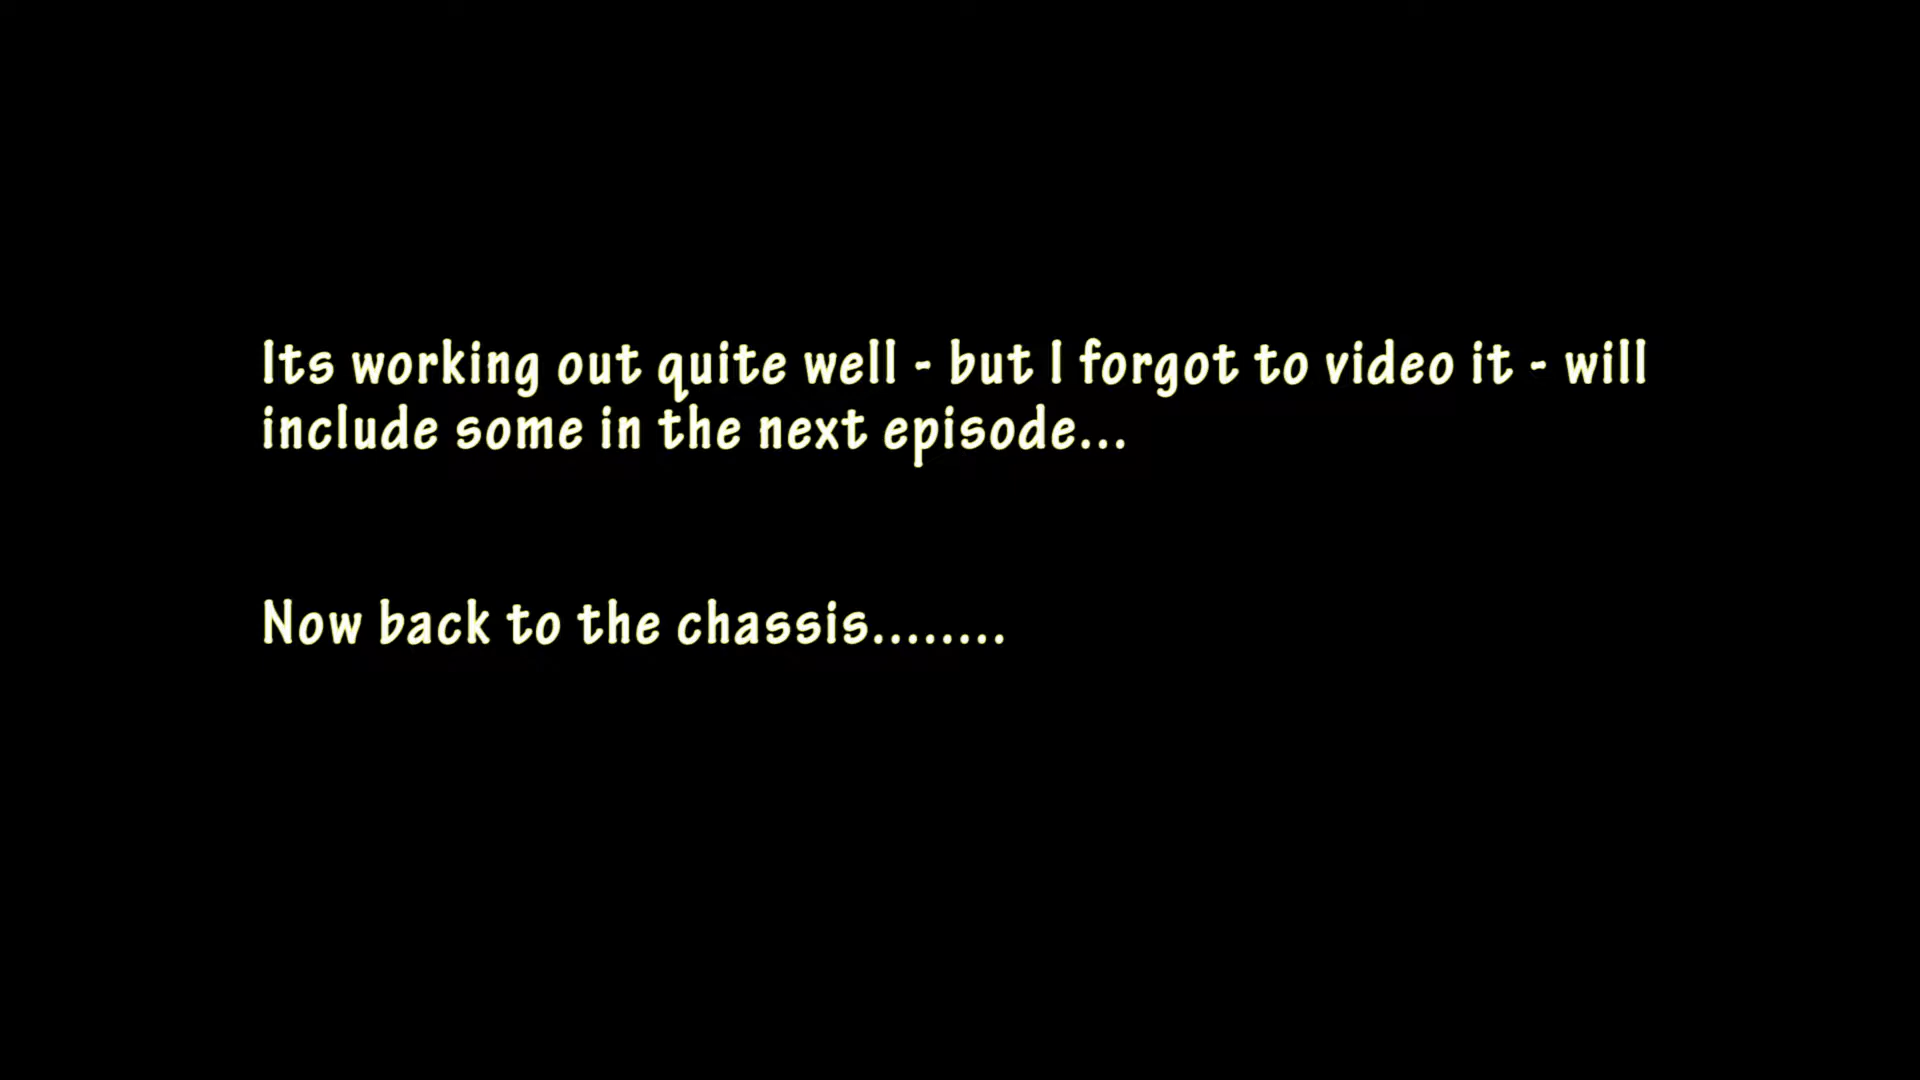 Its working out quite well - but I forgot to video it - will
include some in the next episode...
Now back to the chassis........